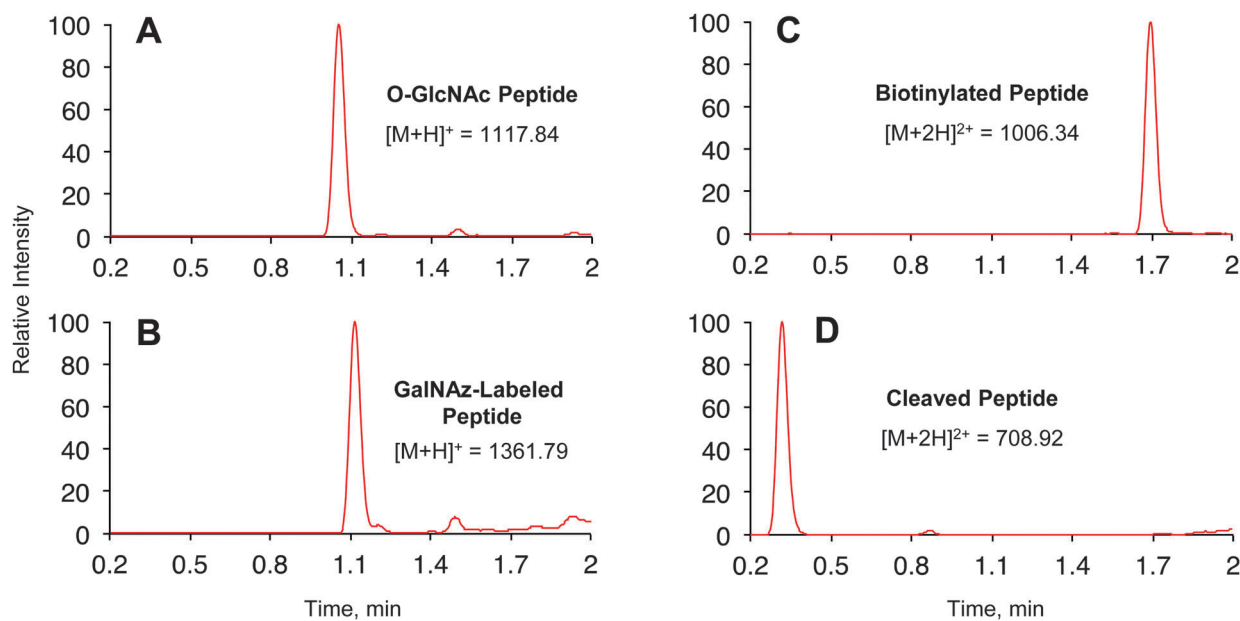 Relative Intensity
A
O-GlcNAc Peptide
[M+H]⁺ = 1117.84
100
80
60
40
20
0
0.2 0.5 0.8 1.1 1.4 1.7 2
B
GalNAz-Labeled
Peptide
[M+H]⁺ = 1361.79
100
80
60
40
20
0
0.2 0.5 0.8 1.1 1.4 1.7 2
Time, min
C
Biotinylated Peptide
[M+2H]²⁺ = 1006.34
100
80
60
40
20
0
0.2 0.5 0.8 1.1 1.4 1.7 2
D
Cleaved Peptide
[M+2H]²⁺ = 708.92
100
80
60
40
20
0
0.2 0.5 0.8 1.1 1.4 1.7 2
Time, min